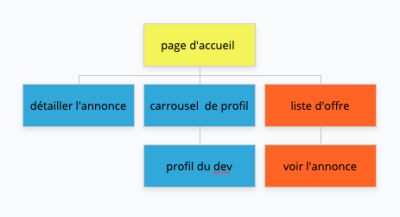 page d'accueil
détailler l'annonce
carrousel de profil
liste d'offre
profil du dev
voir l'annonce